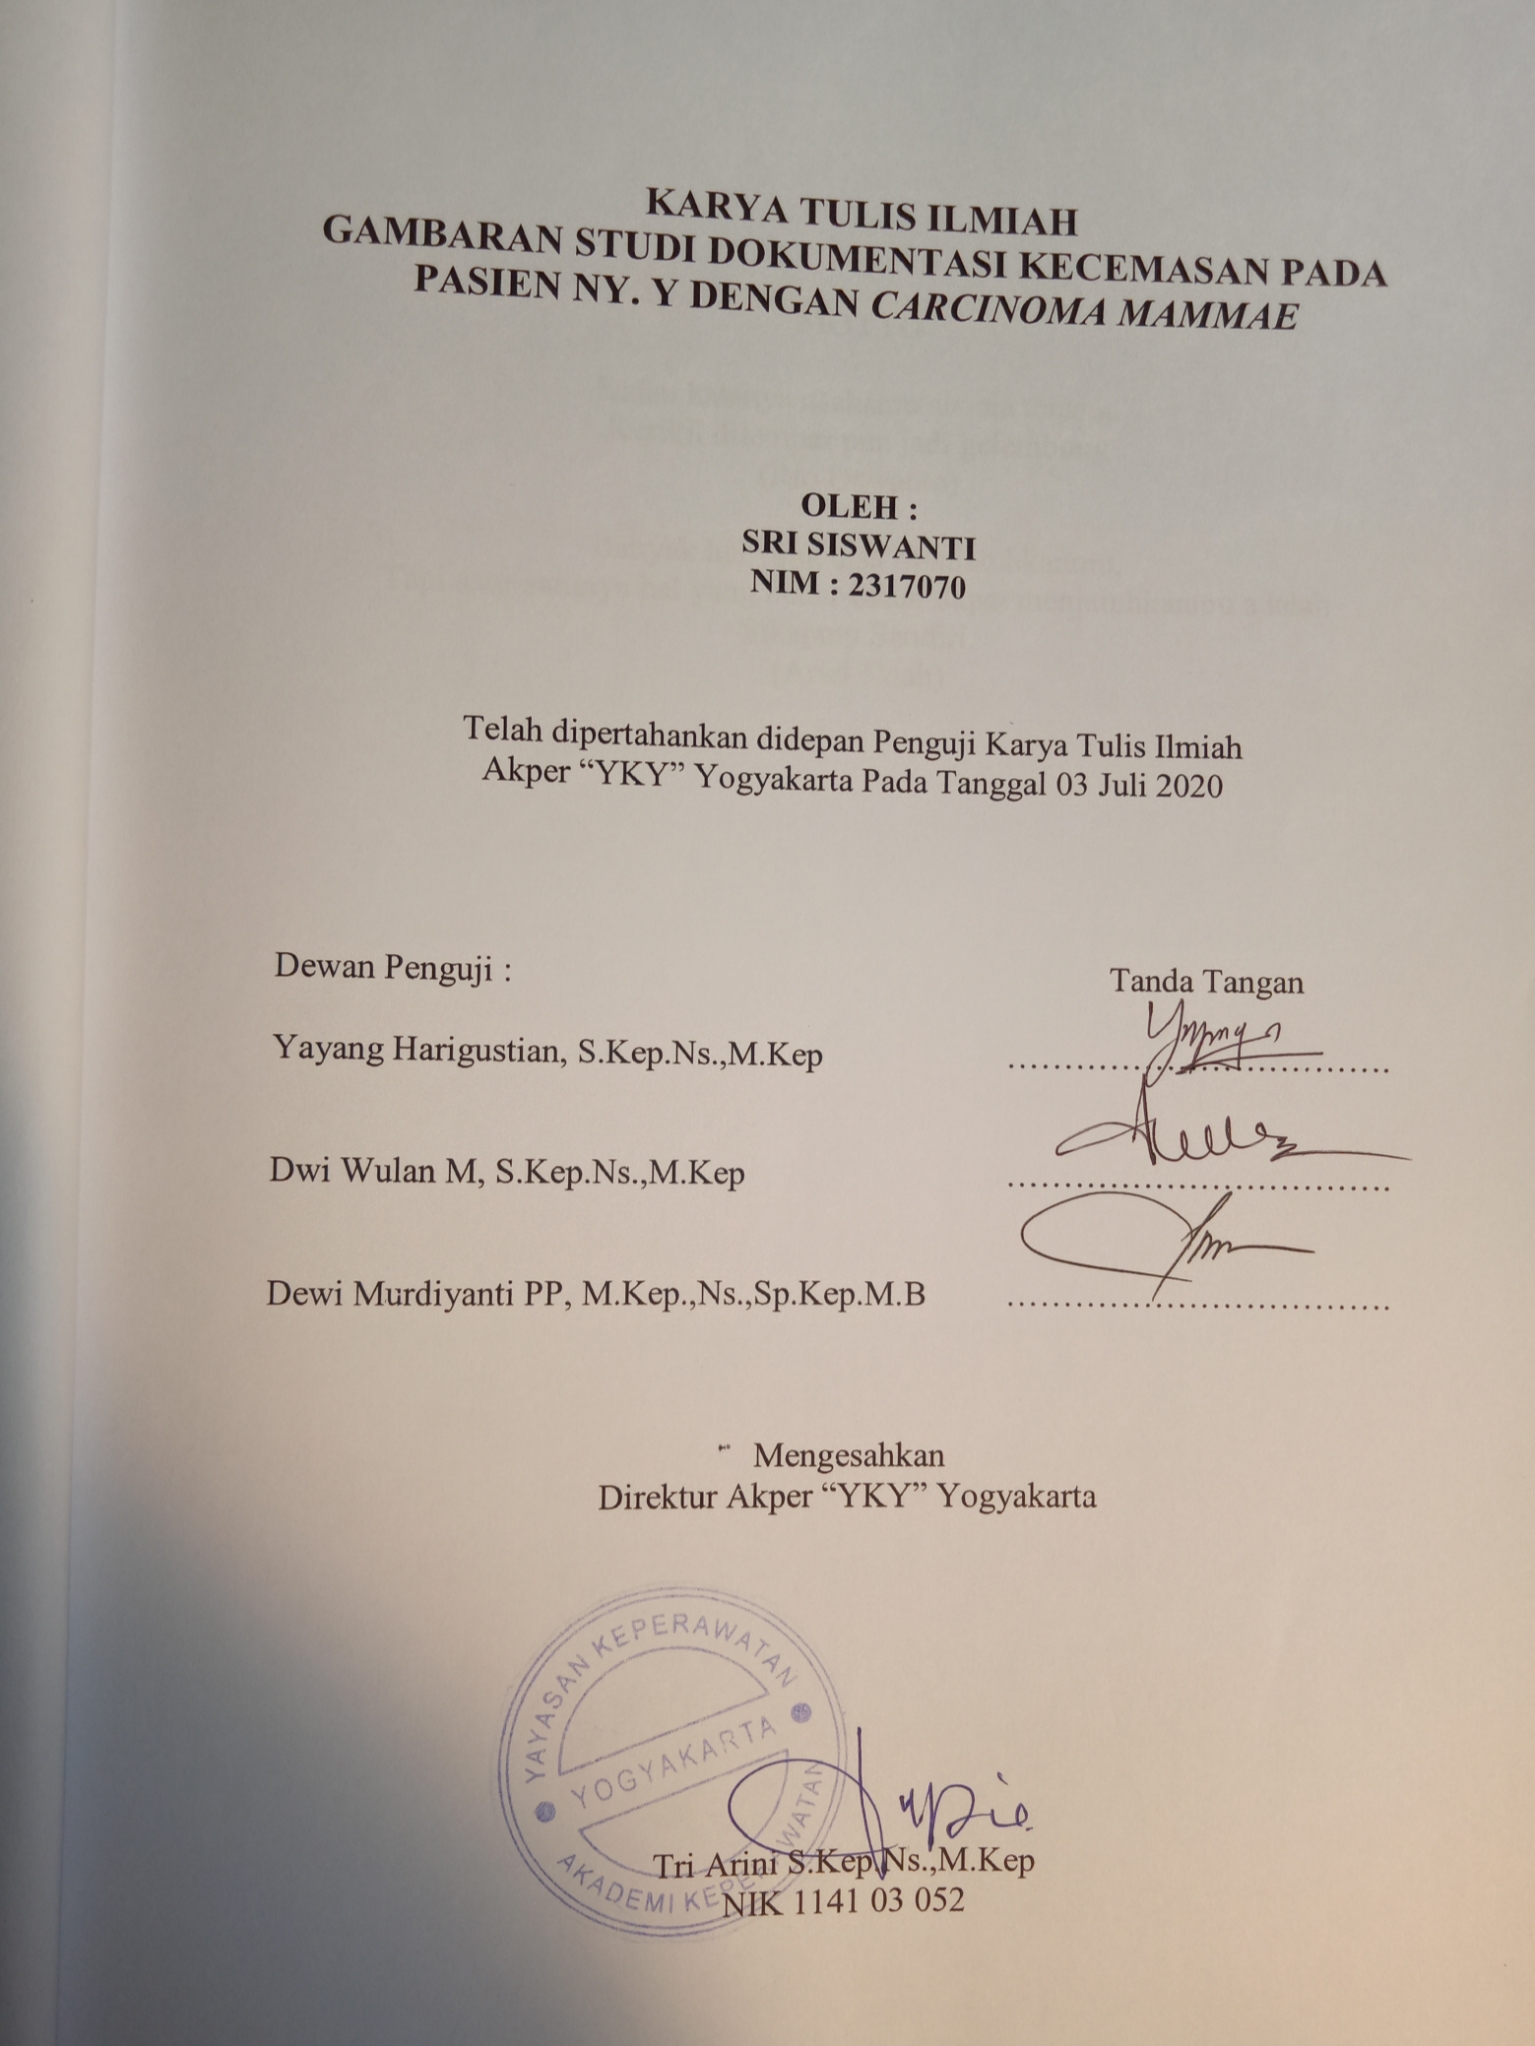 KARYA TULIS ILMIAH
GAMBARAN STUDI DOKUMENTASI KECEMASAN PADA
PASIEN NY. Y DENGAN CARCINOMA MAMMAE
OLEH :
SRI SISWANTI
NIM : 2317070
Telah dipertahankan didepan Penguji Karya Tulis Ilmiah
Akper “YKY” Yogyakarta Pada Tanggal 03 Juli 2020
Dewan Penguji :
Tanda Tangan
Yayang Harigustian, S.Kep.Ns.,M.Kep
Dwi Wulan M, S.Kep.Ns.,M.Kep
Dewi Murdiyanti PP, M.Kep.,Ns.,Sp.Kep.M.B
Mengesahkan
Direktur Akper “YKY” Yogyakarta
YAYASAN KEPERAWATAN
YOGYAKARTA
AKADEMI KEPERAWATAN
Tri Arini S.Kep.Ns.,M.Kep
NIK 1141 03 052